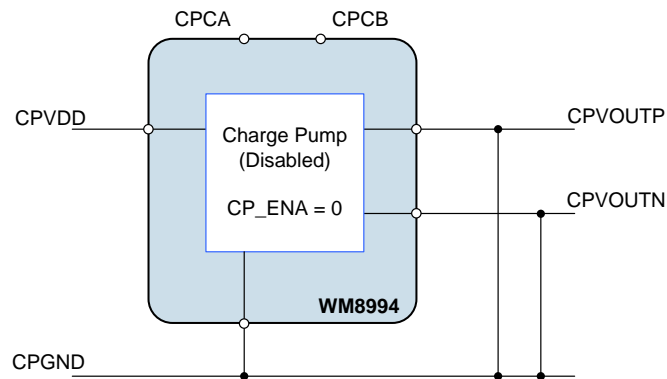 CPCA
CPCB
CPVDD
Charge Pump
(Disabled)
CP_ENA = 0
CPVOUTP
CPVOUTN
WM8994
CPGND